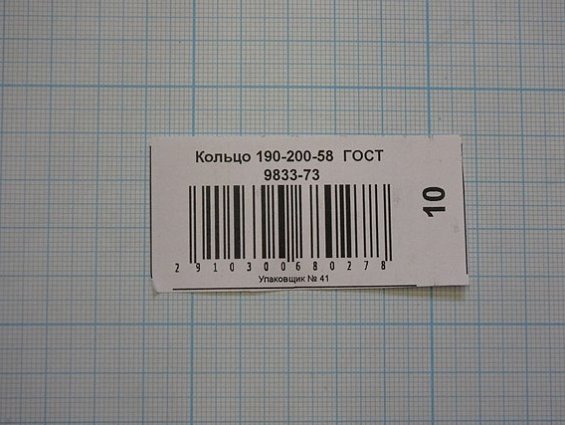 Кольцо 190-200-58 ГОСТ
9833-73
10
2910300680278
Упаковщик № 41